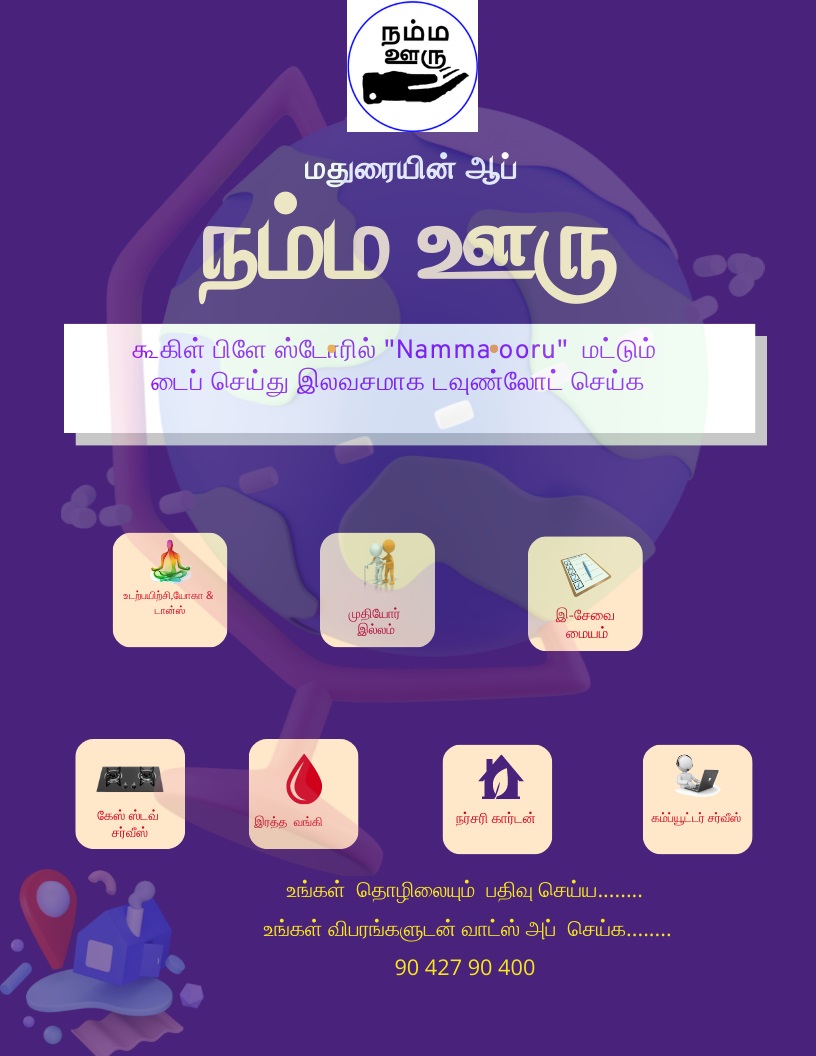 நம்ம
ஊரு
மதுரையின் ஆப்
நம்ம ஊரு
கூகிள் பிளே ஸ்டோரில் "Namma ooru" மட்டும்
டைப் செய்து இலவசமாக டவுண்லோட் செய்க
உடற்பயிற்சி,யோகா &
டான்ஸ்
முதியோர்
இல்லம்
இ-சேவை
மையம்
கேஸ் ஸ்டவ்
சர்வீஸ்
இரத்த வங்கி
நர்சரி கார்டன்
கம்ப்யூட்டர் சர்வீஸ்
உங்கள் தொழிலையும் பதிவு செய்ய........
உங்கள் விபரங்களுடன் வாட்ஸ் அப் செய்க........
90 427 90 400